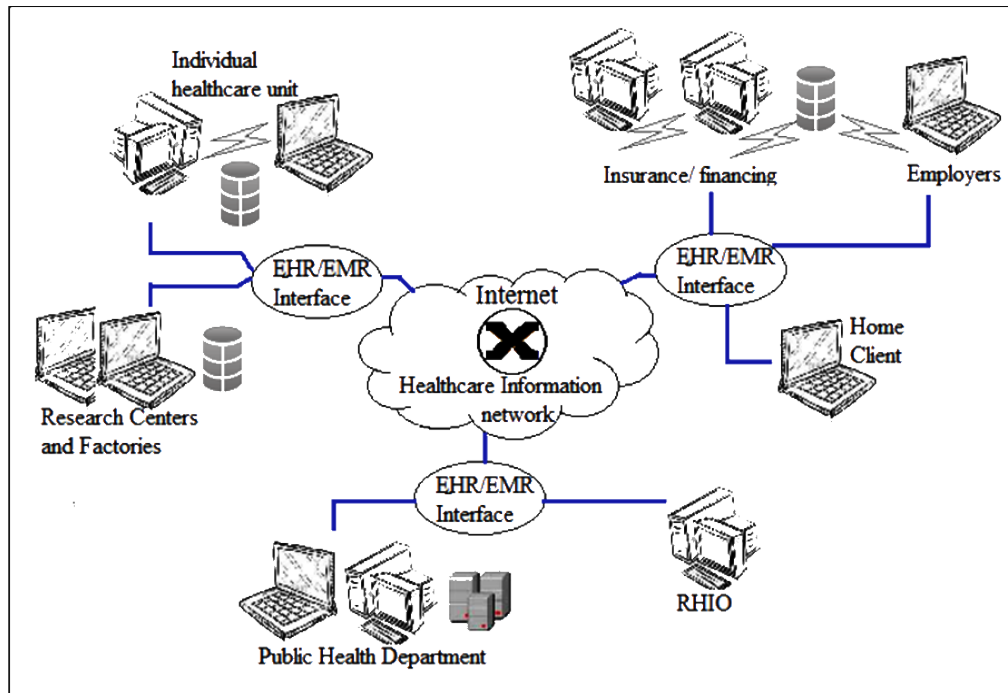 Individual
healthcare unit
Insurance/ financing
Employers
EHR/EMR
Interface
EHR/EMR
Interface
Internet
Healthcare Information
network
Home
Client
Research Centers
and Factories
EHR/EMR
Interface
Public Health Department
RHIO